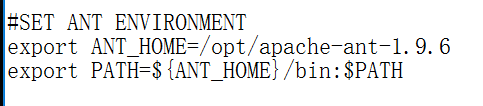 #SET ANT ENVIRONMENT
export ANT_HOME=/opt/apache-ant-1.9.6
export PATH=${ANT_HOME}/bin:$PATH